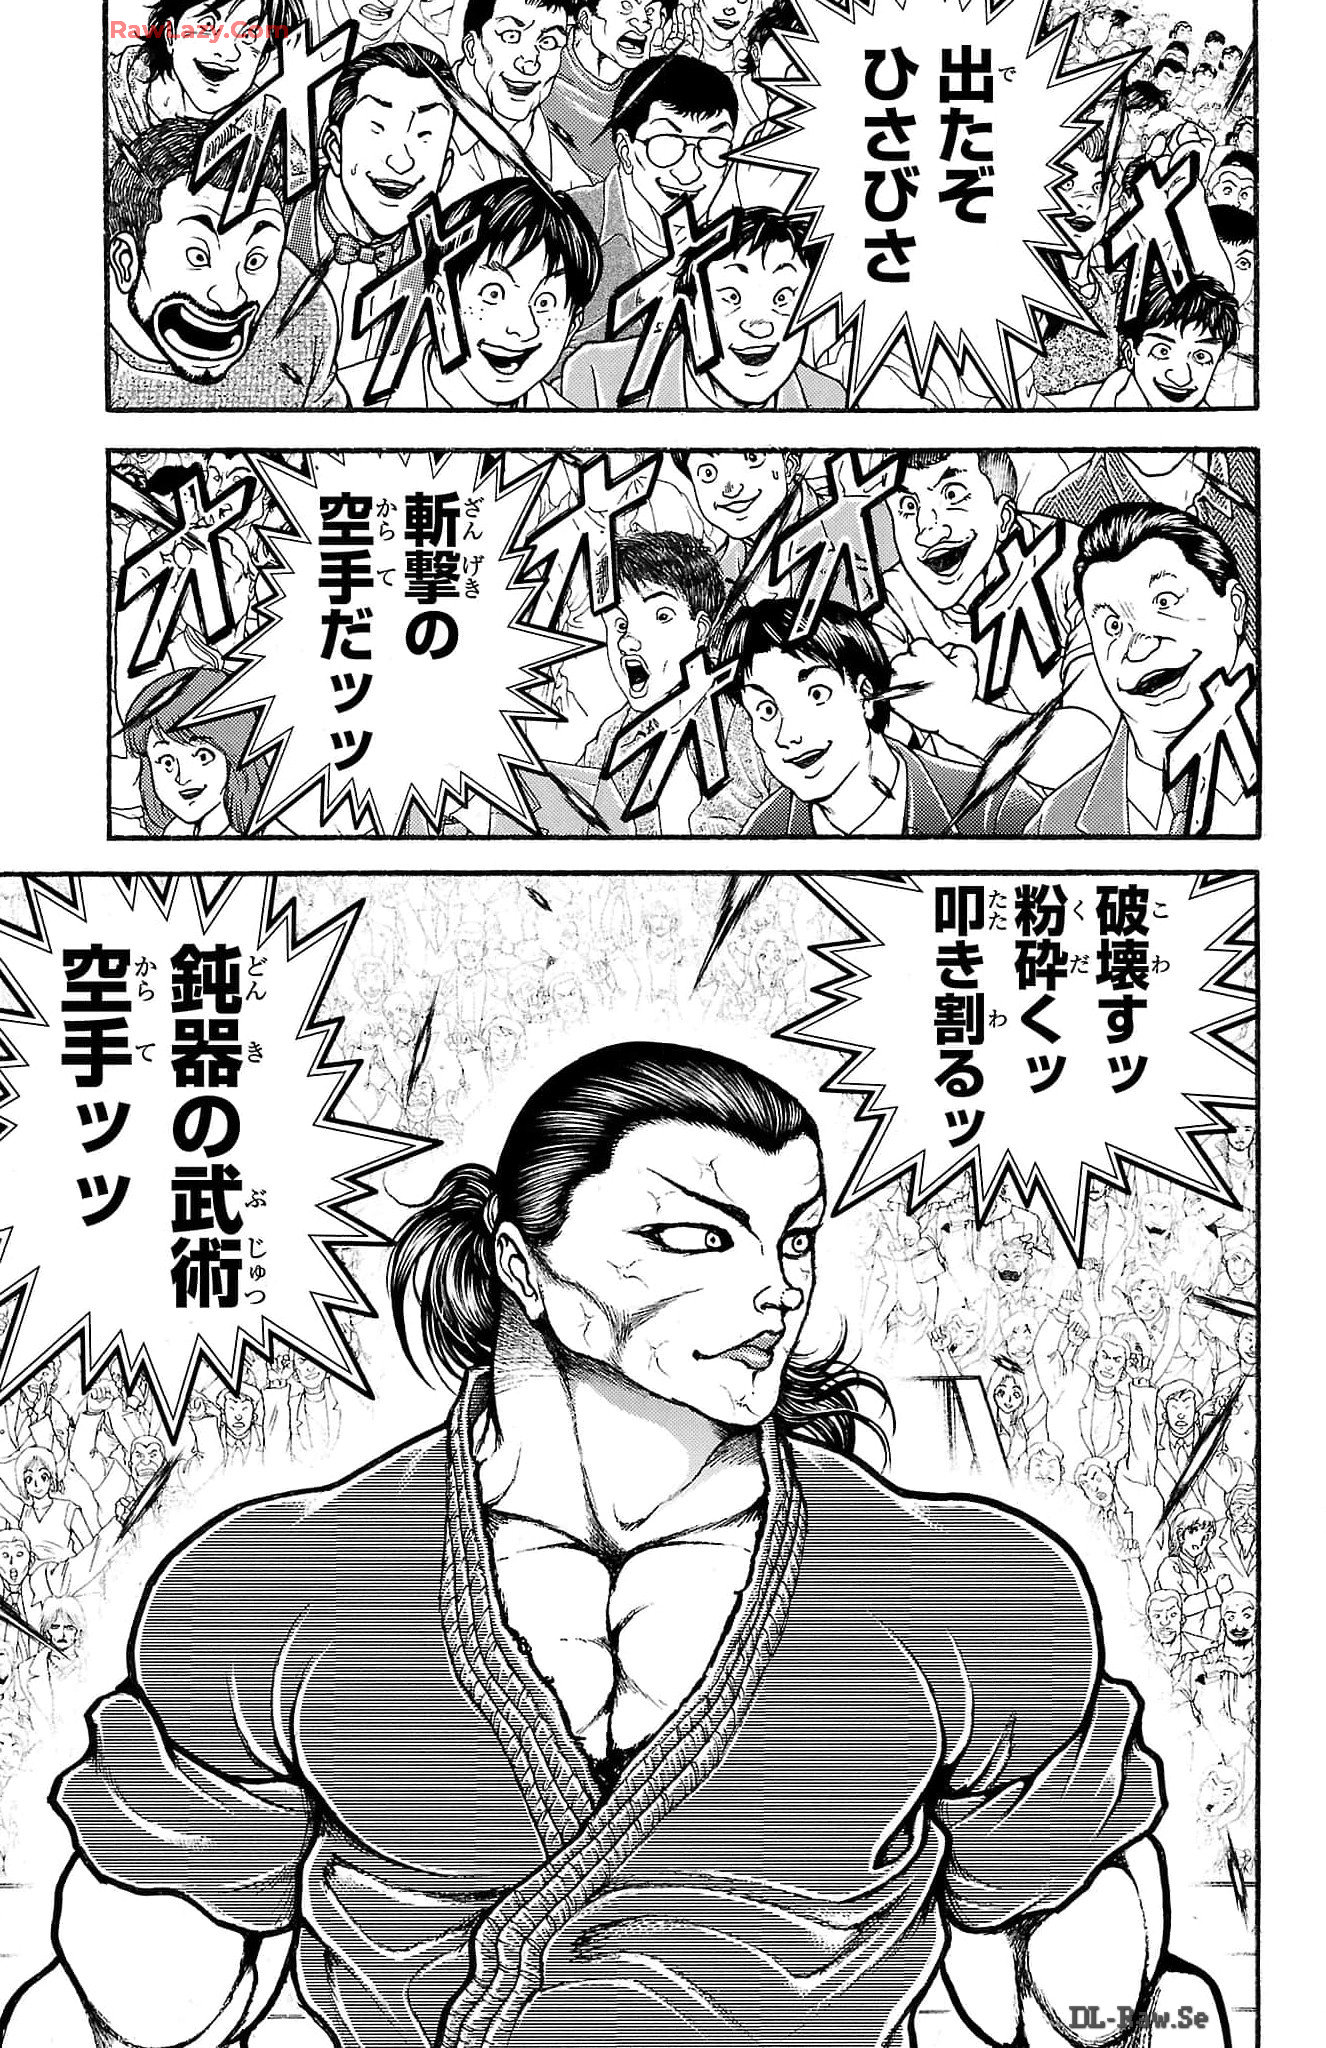 RawLazy.Com
出たぞ
ひさびさ
オ
オ
オ
オ
斬撃の
空手だァッ
オ
オ
オ
オ
オ
オ
破壊すッ
粉砕くッ
叩き割るッ
鈍器の武術
空手ッッ
DL-Raw.Se